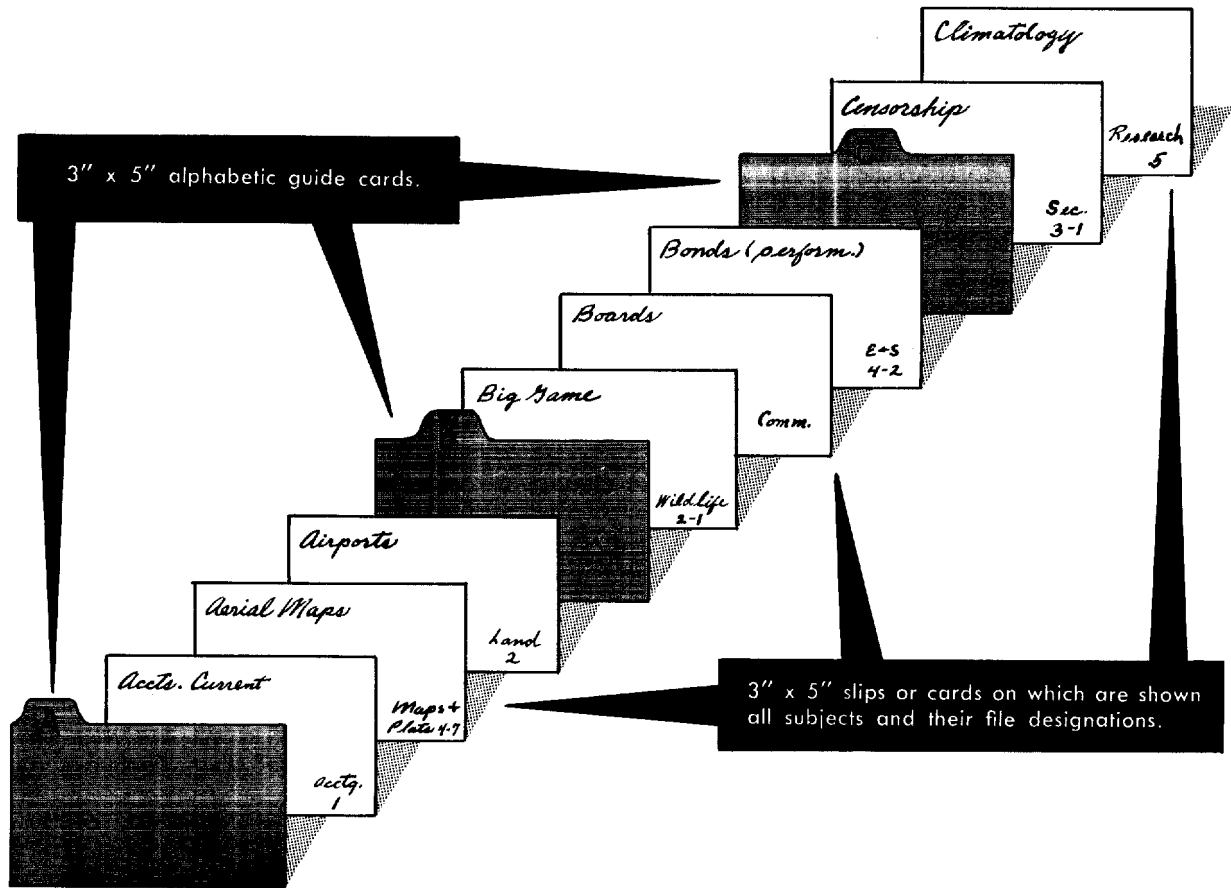 Climatology
Research
5
Censorship
Sec.
3-1
3" x 5" alphabetic guide cards.
Bonds (perform.)
E+S
4-2
Boards
Comm.
Big Game
Wildlife
2-1
Airports
Land
2
Aerial Maps
Maps +
Plats 4-7
Accts. Current
Acctg.
1
3" x 5" slips or cards on which are shown
all subjects and their file designations.